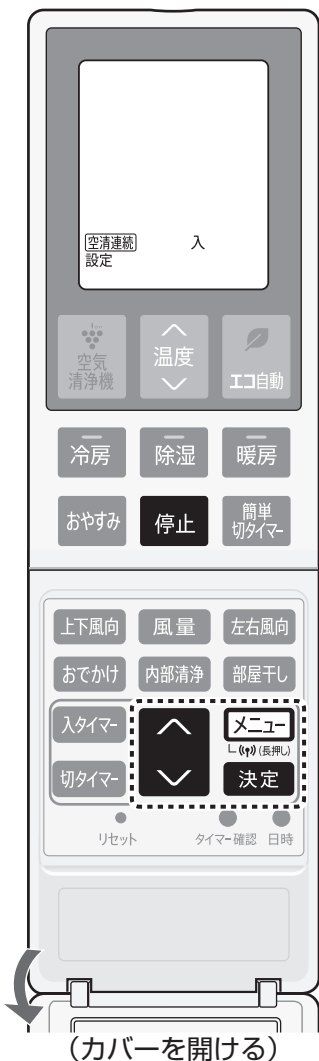 空清連続 入
設定
空気
清浄機
温度
エコ自動
冷房 除湿 暖房
おやすみ 停止 簡単
切タイマー
上下風向 風量 左右風向
おでかけ 内部清浄 部屋干し
入タイマー メニュー
(長押し)
切タイマー 決定
リセット タイマー確認 日時
(カバーを開ける)